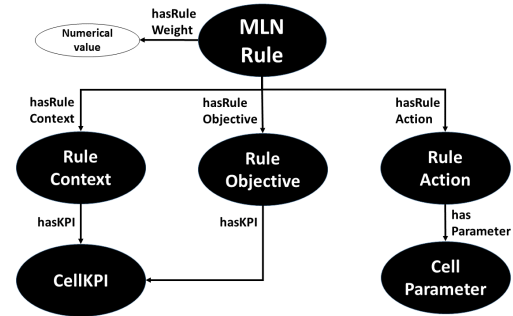 hasRule
Weight
MLN
Rule
Numerical
value
hasRule
Context
hasRule
Objective
hasRule
Action
Rule
Context
Rule
Objective
Rule
Action
hasKPI
hasKPI
has
Parameter
CellKPI
Cell
Parameter